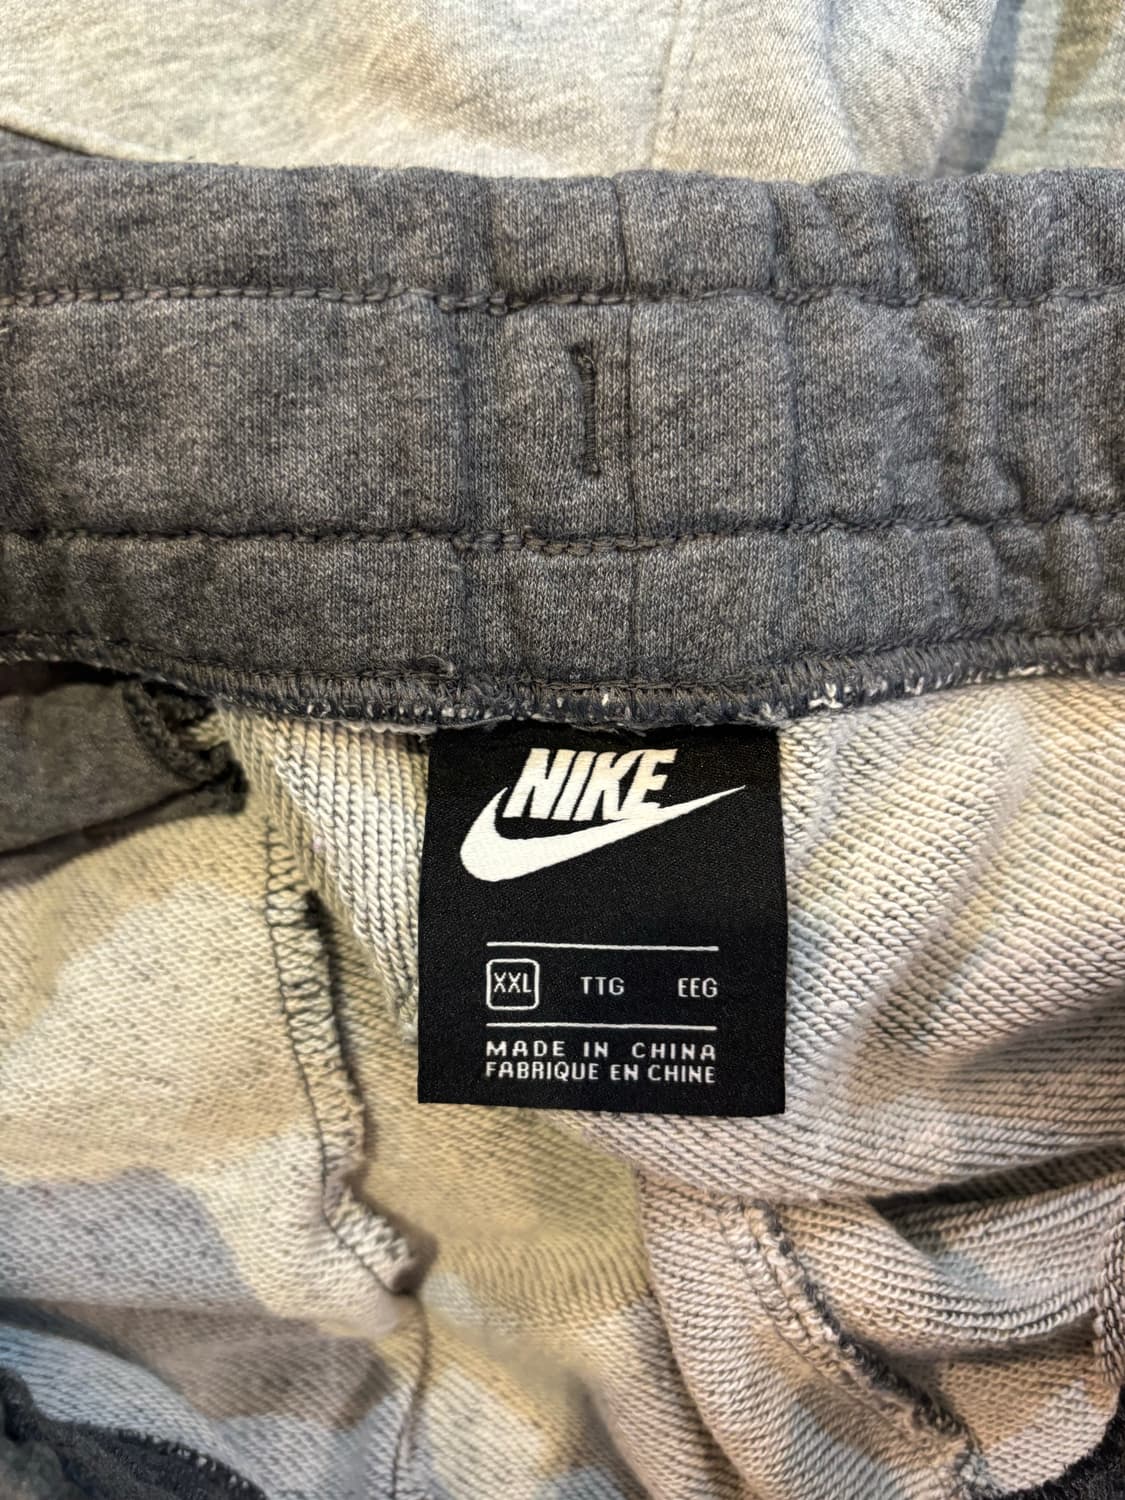 NIKE
XXL TTG EEG
MADE IN CHINA
FABRIQUE EN CHINE